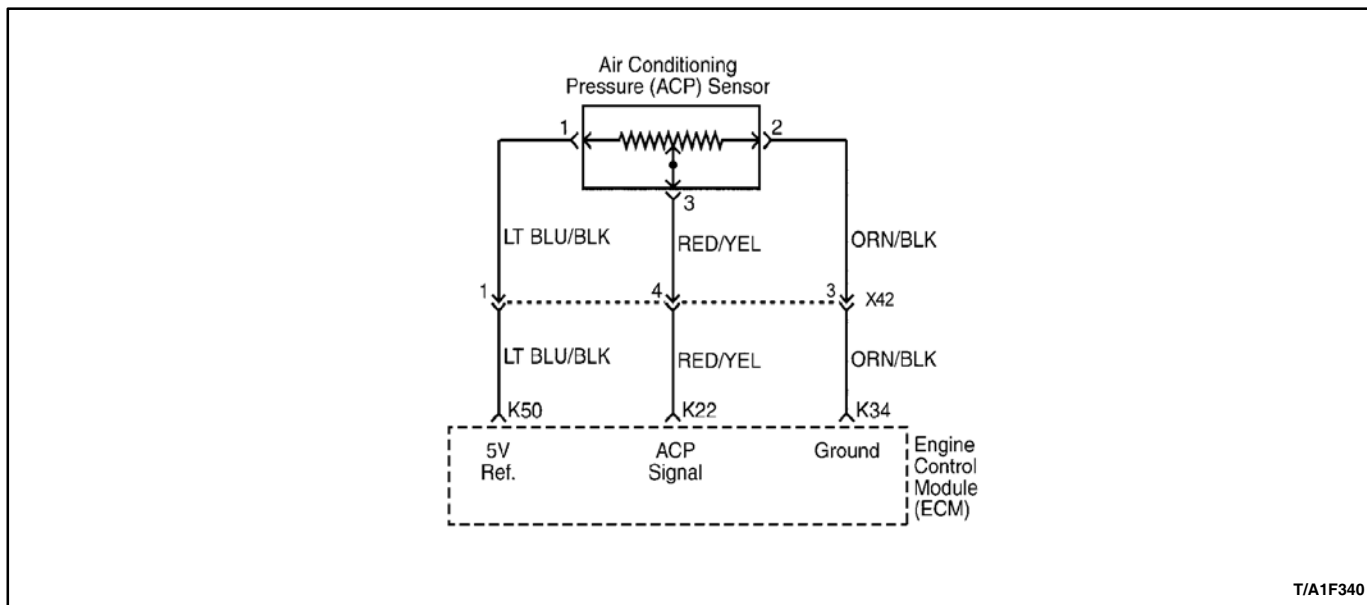 Air Conditioning
Pressure (ACP) Sensor
1
2
3
LT BLU/BLK
RED/YEL
ORN/BLK
1
4
3
X42
LT BLU/BLK
RED/YEL
ORN/BLK
K50
K22
K34
5V
Ref.
ACP
Signal
Ground
Engine
Control
Module
(ECM)
T/A1F340